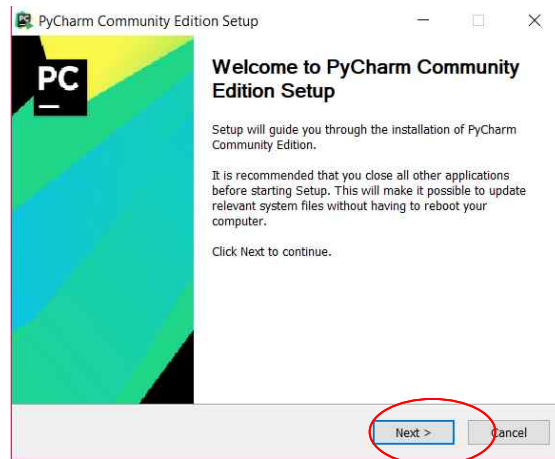 PyCharm Community Edition Setup
PC
Welcome to PyCharm Community
Edition Setup
Setup will guide you through the installation of PyCharm
Community Edition.
It is recommended that you close all other applications
before starting Setup. This will make it possible to update
relevant system files without having to reboot your
computer.
Click Next to continue.
Next >
Cancel